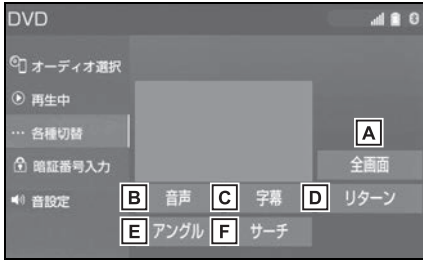 DVD
オーディオ選択
再生中
各種切替
A
暗証番号入力
全画面
B 音声 C 字幕 D リターン
音設定
E アングル F サーチ